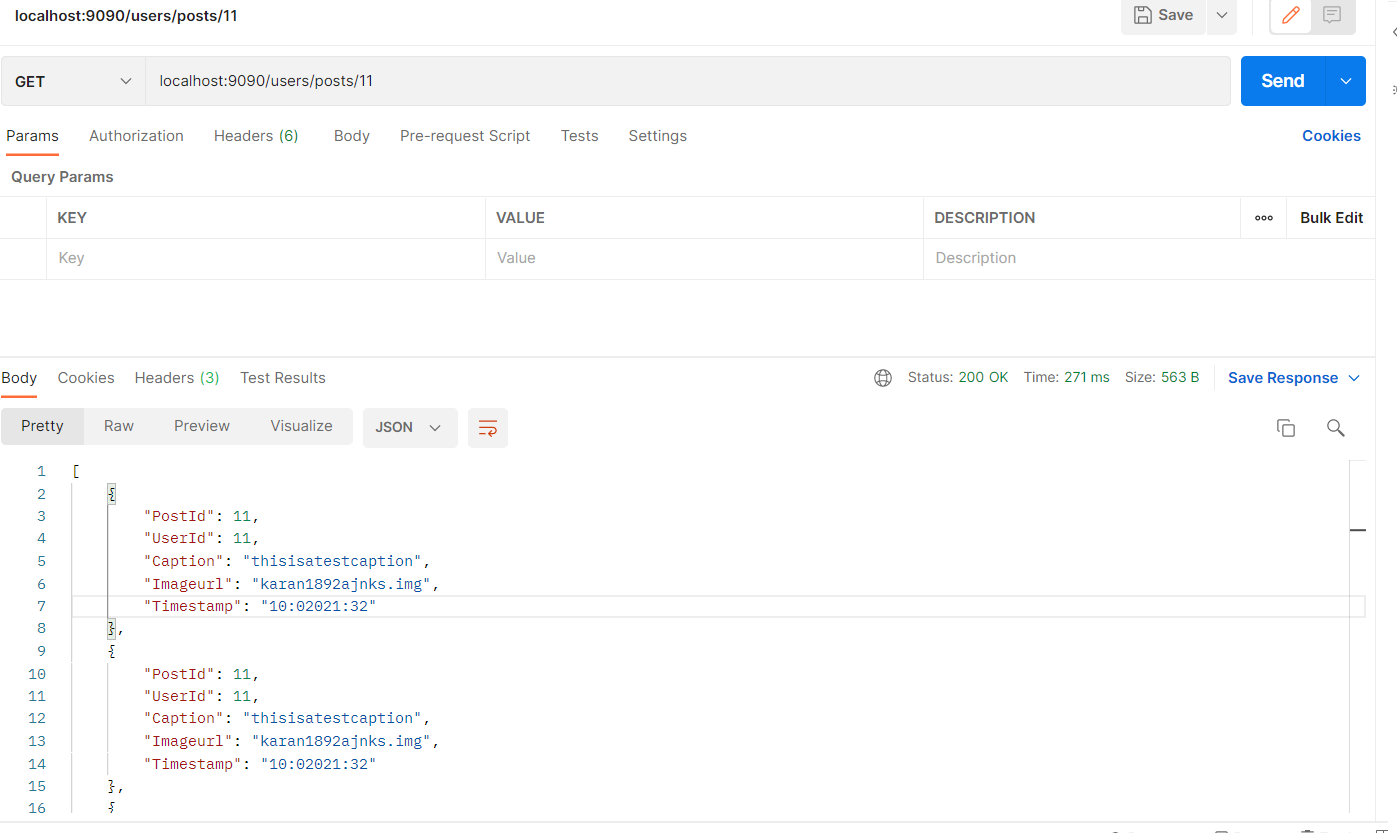 localhost:9090/users/posts/11
Save
GET
localhost:9090/users/posts/11
Send
Params Authorization Headers (6) Body Pre-request Script Tests Settings Cookies
Query Params
KEY VALUE DESCRIPTION ooo Bulk Edit
Key Value Description
Body Cookies Headers (3) Test Results Status: 200 OK Time: 271 ms Size: 563 B Save Response
Pretty Raw Preview Visualize JSON
1 [
2 {
3 "PostId": 11,
4 "UserId": 11,
5 "Caption": "thisisatestcaption",
6 "Imageurl": "karan1892ajnks.img",
7 "Timestamp": "10:02021:32"
8 },
9 {
10 "PostId": 11,
11 "UserId": 11,
12 "Caption": "thisisatestcaption",
13 "Imageurl": "karan1892ajnks.img",
14 "Timestamp": "10:02021:32"
15 },
16 {